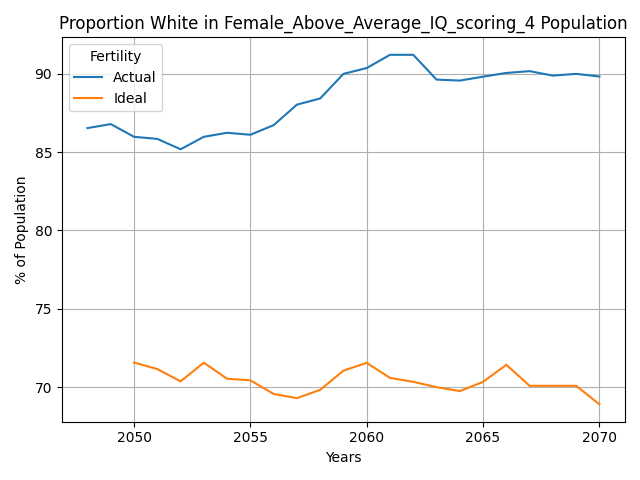 Proportion White in Female_Above_Average_IQ_scoring_4 Population
Fertility
Actual
Ideal
% of Population
90
85
80
75
70
2050
2055
2060
2065
2070
Years